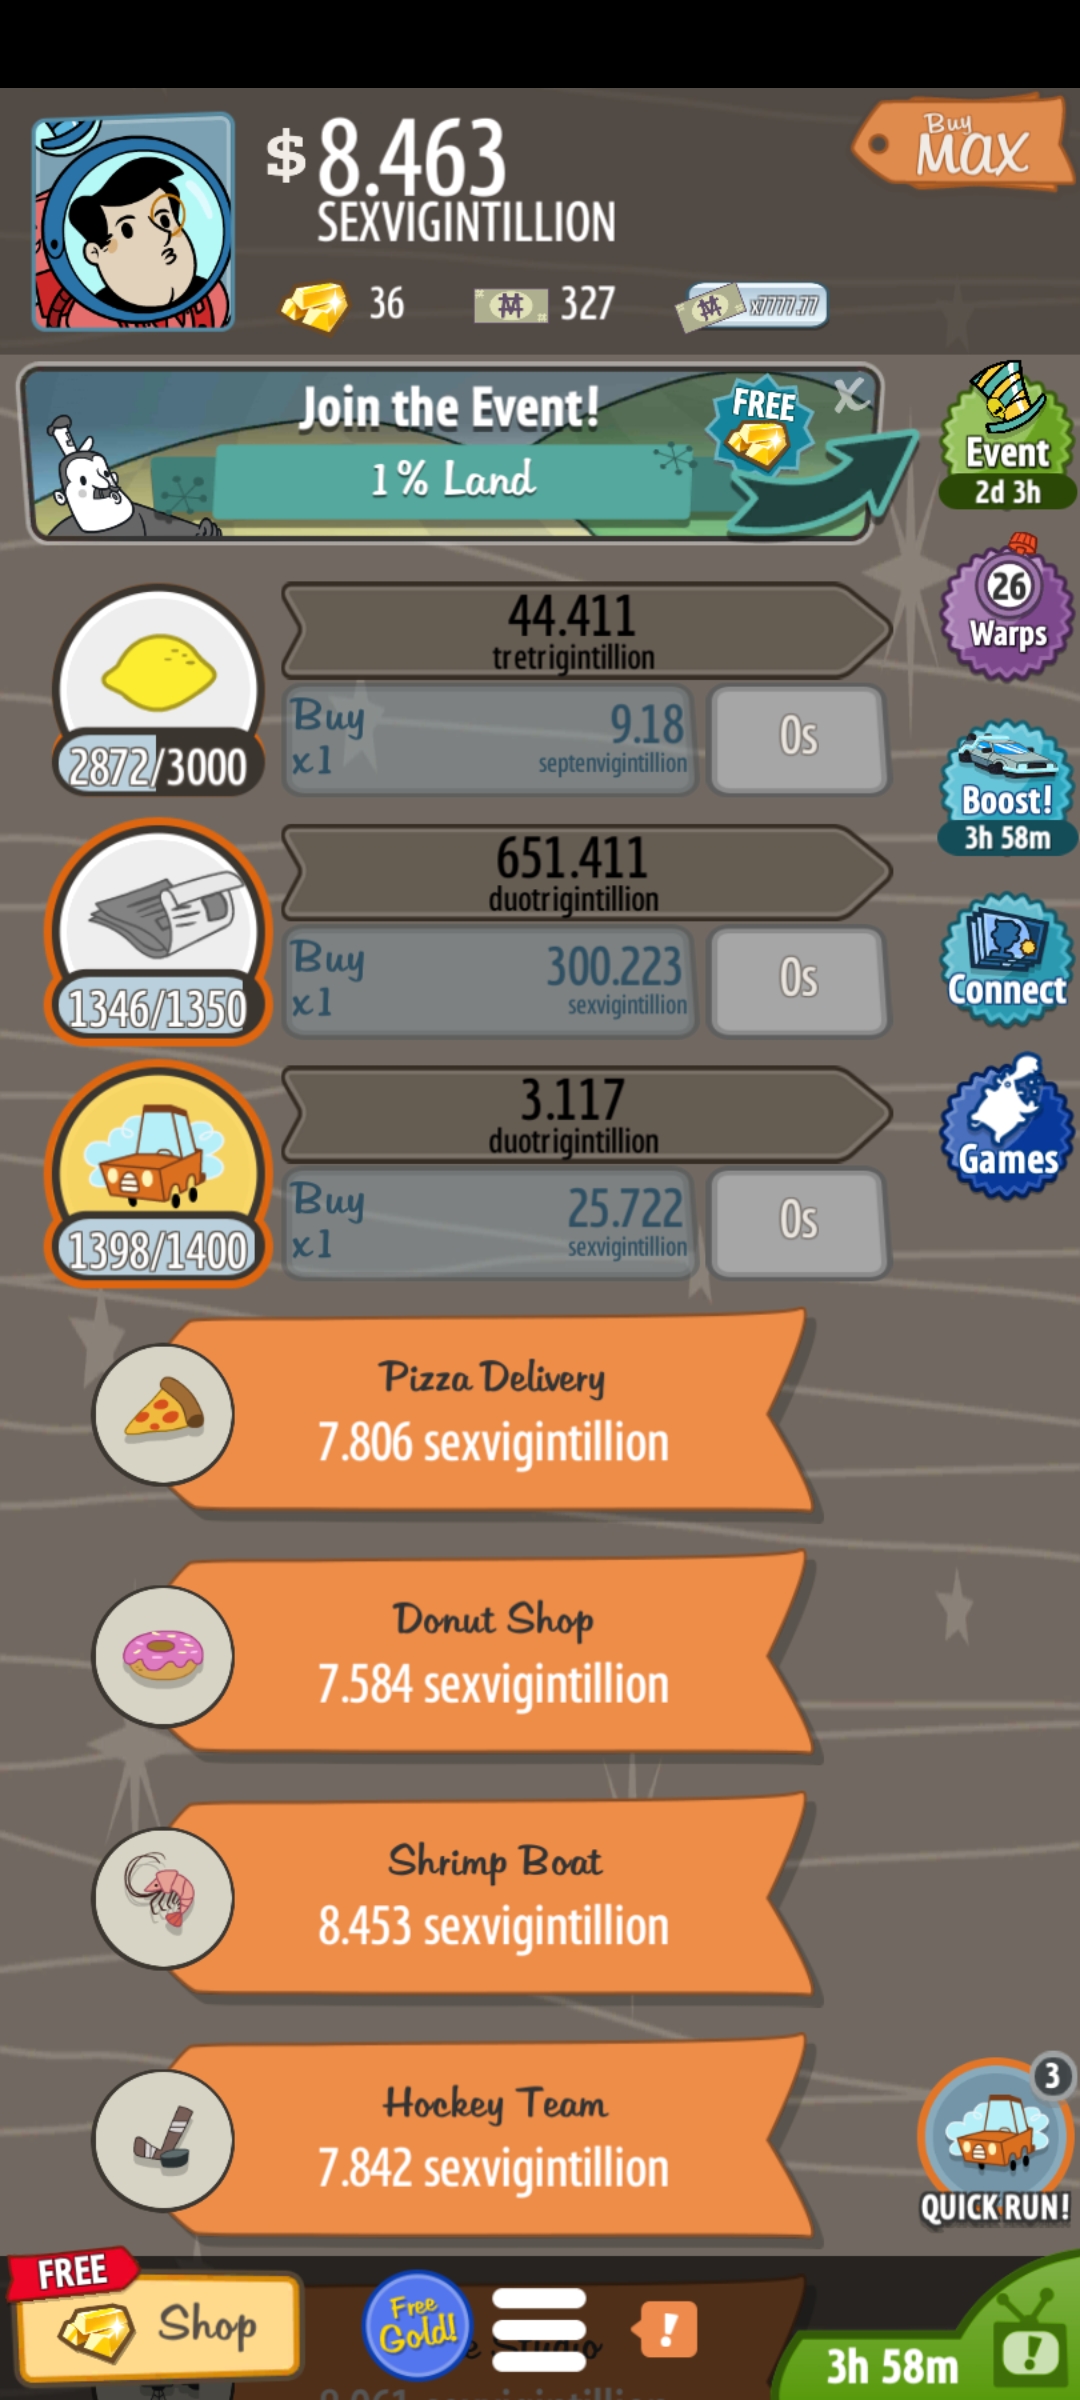 $ 8.463
SEXVIGINTILLION
Buy
MAX
36
327
x7777.77
Join the Event!
FREE
X
1% Land
Event
2d 3h
44.411
tretrigintillion
Buy
x1
9.18
septenvigintillion
0s
2872/3000
26
Warps
651.411
duotrigintillion
Buy
x1
300.223
sexvigintillion
0s
1346/1350
Boost!
3h 58m
Connect
3.117
duotrigintillion
Buy
x1
25.722
sexvigintillion
0s
1398/1400
Games
Pizza Delivery
7.806 sexvigintillion
Donut Shop
7.584 sexvigintillion
Shrimp Boat
8.453 sexvigintillion
Hockey Team
7.842 sexvigintillion
3
QUICK RUN!
FREE
Shop
Free
Gold!
!
3h 58m
!